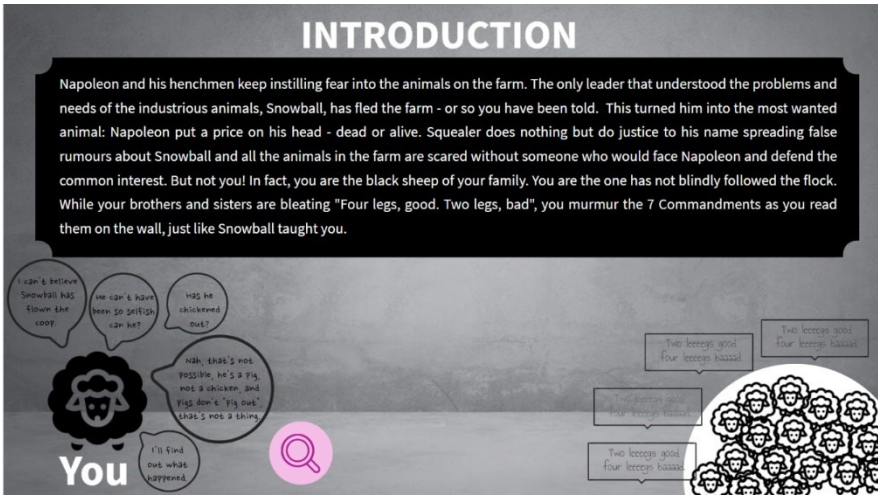 INTRODUCTION
Napoleon and his henchmen keep instilling fear into the animals on the farm. The only leader that understood the problems and
needs of the industrious animals, Snowball, has fled the farm - or so you have been told. This turned him into the most wanted
animal: Napoleon put a price on his head - dead or alive. Squealer does nothing but do justice to his name spreading false
rumours about Snowball and all the animals in the farm are scared without someone who would face Napoleon and defend the
common interest. But not you! In fact, you are the black sheep of your family. You are the one has not blindly followed the flock.
While your brothers and sisters are bleating "Four legs, good. Two legs, bad", you murmur the 7 Commandments as you read
them on the wall, just like Snowball taught you.
I can't believe
Snowball has
flown the
coop.
He can't have
been so selfish
can he?
Has he
chickened
out?
Nah, that's not
possible, he's a pig,
not a chicken, and
pigs don't "pig out",
that's not a thing.
I'll find
out what
happened
You
Two leeeegs good
four leeeegs baaaad
Two leeeegs good
four leeeegs baaaad
Two leeeegs good
four leeeegs baaaad
Two leeeegs good
four leeeegs baaaad